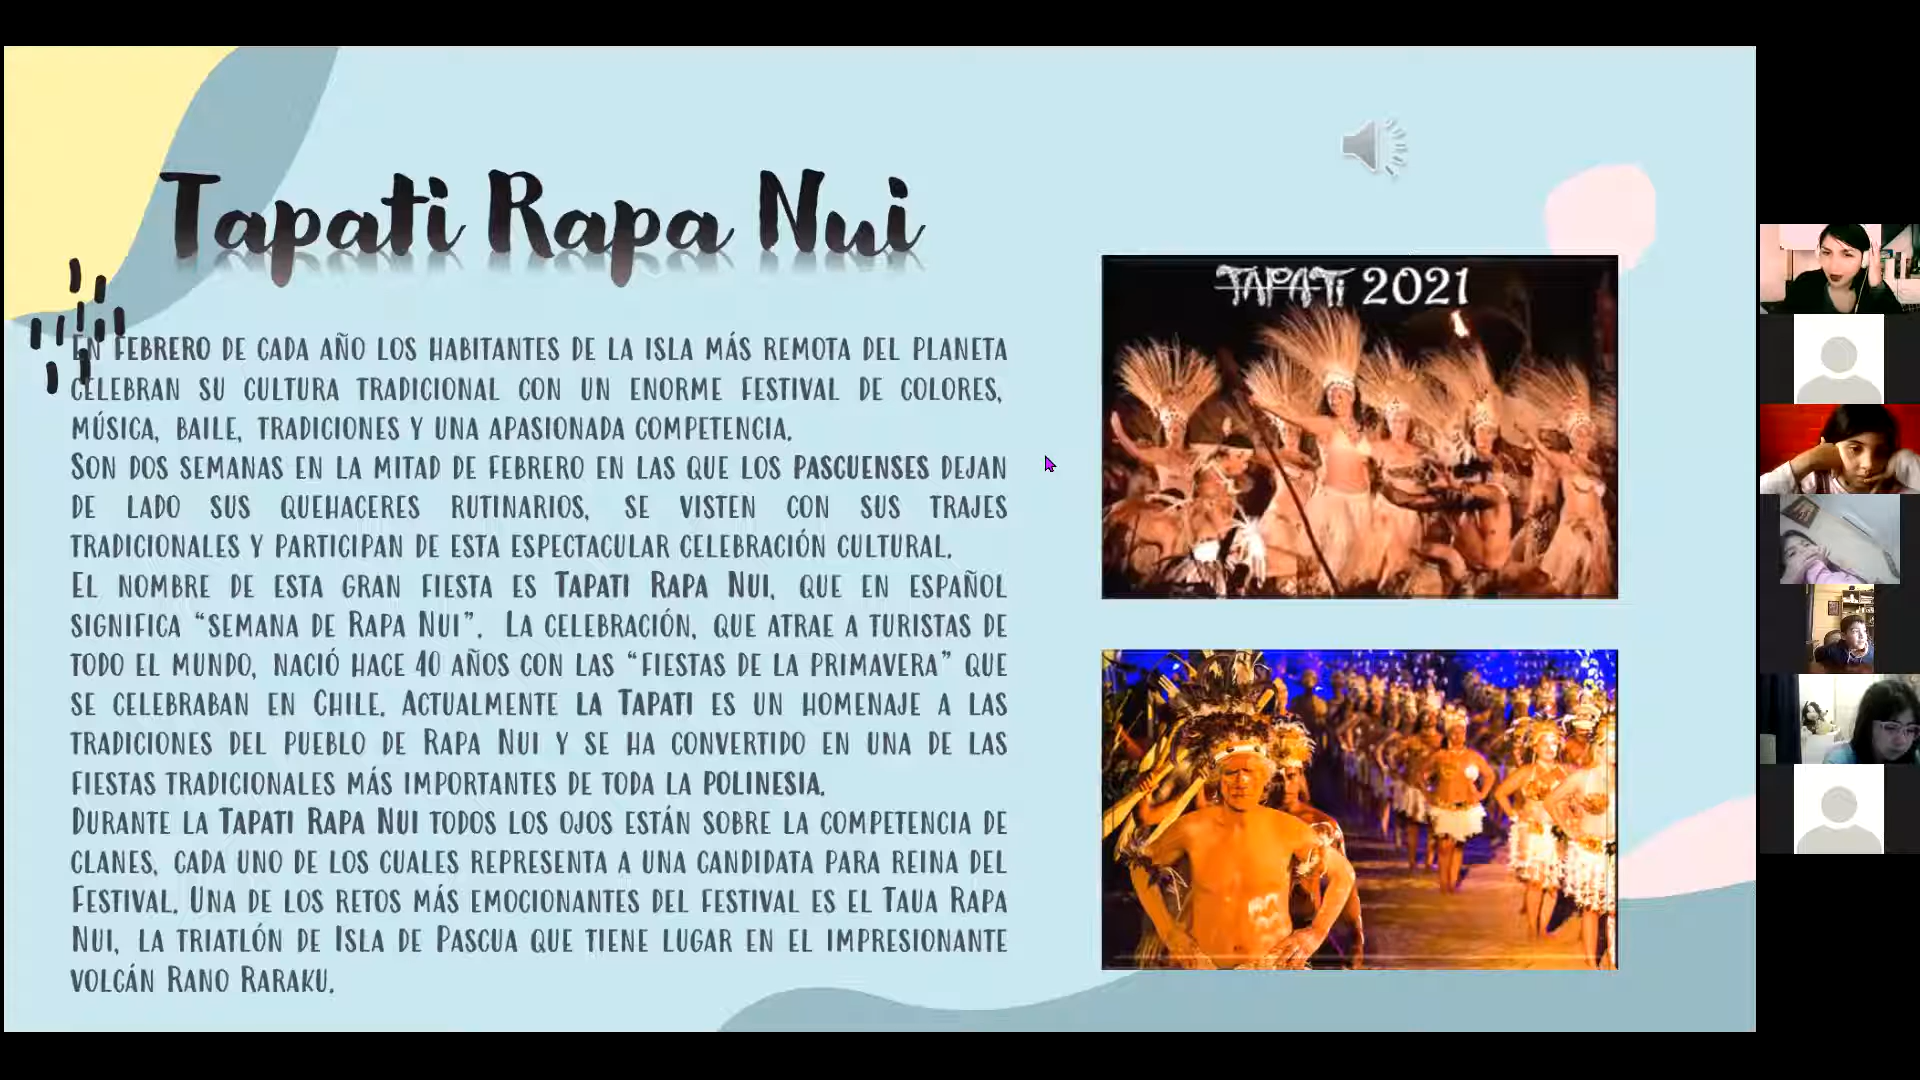 Tapati Rapa Nui
TAPATI 2021
EN FEBRERO DE CADA AÑO LOS HABITANTES DE LA ISLA MÁS REMOTA DEL PLANETA
CELEBRAN SU CULTURA TRADICIONAL CON UN ENORME FESTIVAL DE COLORES,
MÚSICA, BAILE, TRADICIONES Y UNA APASIONADA COMPETENCIA.
SON DOS SEMANAS EN LA MITAD DE FEBRERO EN LAS QUE LOS PASCUENSES DEJAN
DE LADO SUS QUEHACERES RUTINARIOS, SE VISTEN CON SUS TRAJES
TRADICIONALES Y PARTICIPAN DE ESTA ESPECTACULAR CELEBRACIÓN CULTURAL.
EL NOMBRE DE ESTA GRAN FIESTA ES TAPATI RAPA NUI, QUE EN ESPAÑOL
SIGNIFICA “SEMANA DE RAPA NUI”. LA CELEBRACIÓN, QUE ATRAE A TURISTAS DE
TODO EL MUNDO, NACIÓ HACE 40 AÑOS CON LAS “FIESTAS DE LA PRIMAVERA” QUE
SE CELEBRABAN EN CHILE. ACTUALMENTE LA TAPATI ES UN HOMENAJE A LAS
TRADICIONES DEL PUEBLO DE RAPA NUI Y SE HA CONVERTIDO EN UNA DE LAS
FIESTAS TRADICIONALES MÁS IMPORTANTES DE TODA LA POLINESIA.
DURANTE LA TAPATI RAPA NUI TODOS LOS OJOS ESTÁN SOBRE LA COMPETENCIA DE
CLANES, CADA UNO DE LOS CUALES REPRESENTA A UNA CANDIDATA PARA REINA DEL
FESTIVAL. UNA DE LOS RETOS MÁS EMOCIONANTES DEL FESTIVAL ES EL TAUA RAPA
NUI, LA TRIATLÓN DE ISLA DE PASCUA QUE TIENE LUGAR EN EL IMPRESIONANTE
VOLCÁN RANO RARAKU.